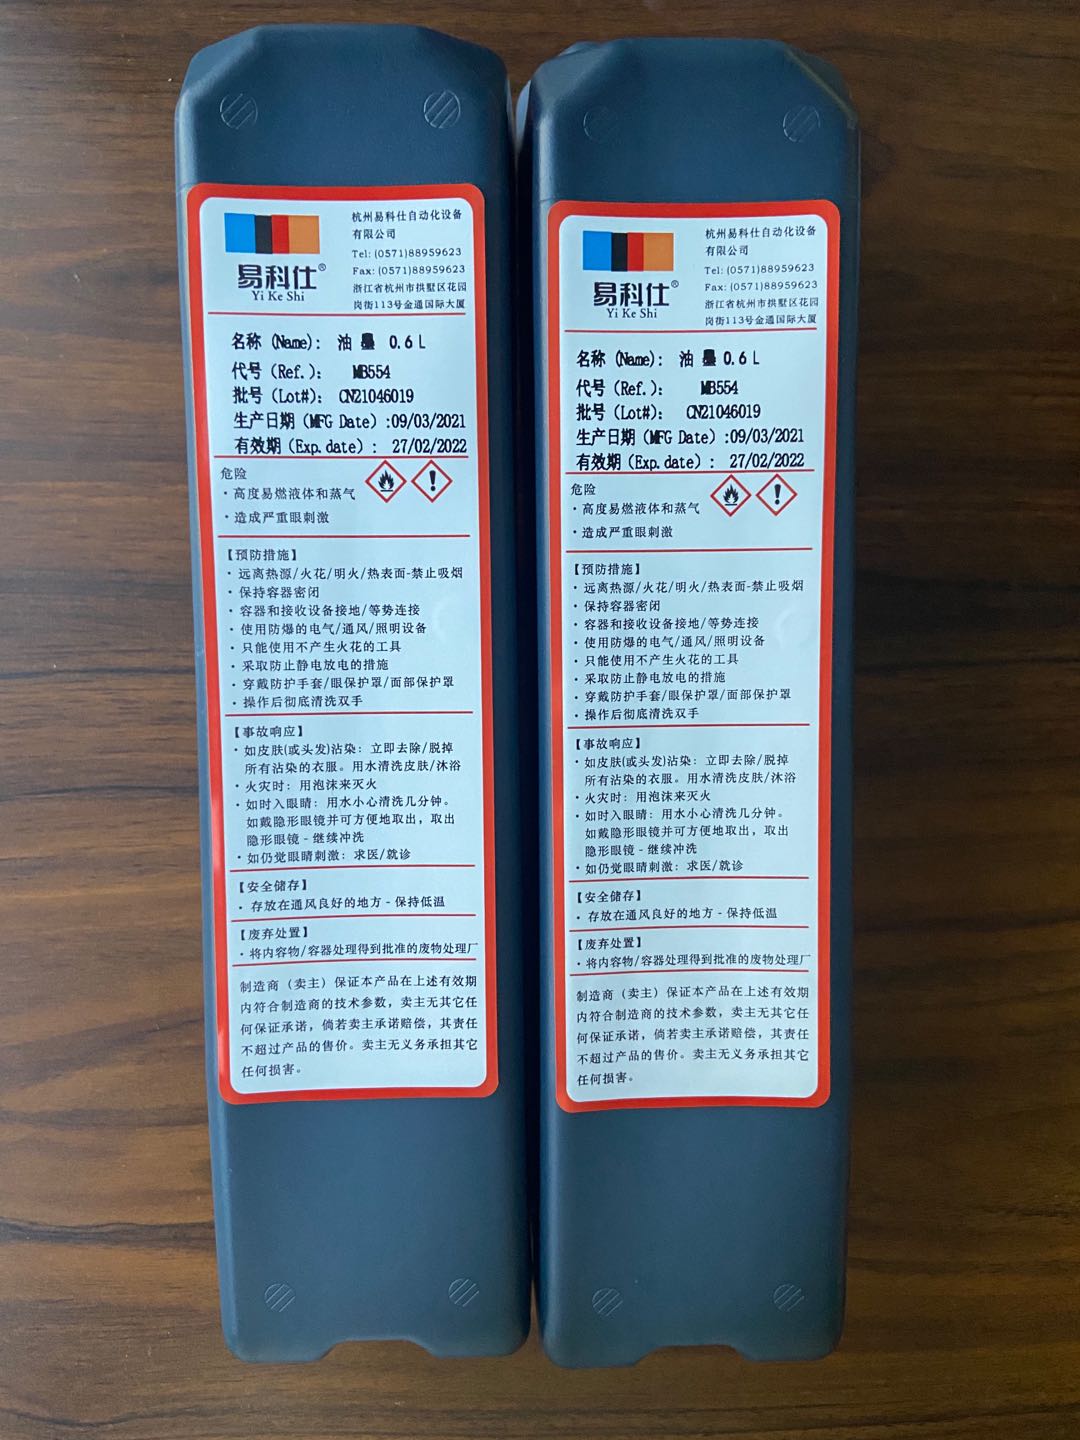 杭州易科仕自动化设备
有限公司
Tel: (0571)88959623
Fax: (0571)88959623
浙江省杭州市拱墅区花园
岗街113号金通国际大厦
易科仕®
Yi Ke Shi
名称 (Name): 油 墨 0.6L
代号 (Ref.): MB554
批号 (Lot#): CN21046019
生产日期 (MFG Date) :09/03/2021
有效期 (Exp.date) : 27/02/2022
危险
·高度易燃液体和蒸气
·造成严重眼刺激
【预防措施】
·远离热源/火花/明火/热表面-禁止吸烟
·保持容器密闭
·容器和接收设备接地/等势连接
·使用防爆的电气/通风/照明设备
·只能使用不产生火花的工具
·采取防止静电放电的措施
·穿戴防护手套/眼保护罩/面部保护罩
·操作后彻底清洗双手
【事故响应】
·如皮肤(或头发)沾染：立即去除/脱掉
所有沾染的衣服。用水清洗皮肤/沐浴
·火灾时：用泡沫来灭火
·如时入眼睛：用水小心清洗几分钟。
如戴隐形眼镜并可方便地取出，取出
隐形眼镜-继续冲洗
·如仍觉眼睛刺激：求医/就诊
【安全储存】
·存放在通风良好的地方-保持低温
【废弃处置】
·将内容物/容器处理得到批准的废物处理厂
制造商（卖主）保证本产品在上述有效期
内符合制造商的技术参数，卖主无其它任
何保证承诺，倘若卖主承诺赔偿，其责任
不超过产品的售价。卖主无义务承担其它
任何损害。
杭州易科仕自动化设备
有限公司
Tel: (0571)88959623
Fax: (0571)88959623
浙江省杭州市拱墅区花园
岗街113号金通国际大厦
易科仕®
Yi Ke Shi
名称 (Name): 油 墨 0.6L
代号 (Ref.): MB554
批号 (Lot#): CN21046019
生产日期 (MFG Date) :09/03/2021
有效期 (Exp.date) : 27/02/2022
危险
·高度易燃液体和蒸气
·造成严重眼刺激
【预防措施】
·远离热源/火花/明火/热表面-禁止吸烟
·保持容器密闭
·容器和接收设备接地/等势连接
·使用防爆的电气/通风/照明设备
·只能使用不产生火花的工具
·采取防止静电放电的措施
·穿戴防护手套/眼保护罩/面部保护罩
·操作后彻底清洗双手
【事故响应】
·如皮肤(或头发)沾染：立即去除/脱掉
所有沾染的衣服。用水清洗皮肤/沐浴
·火灾时：用泡沫来灭火
·如时入眼睛：用水小心清洗几分钟。
如戴隐形眼镜并可方便地取出，取出
隐形眼镜-继续冲洗
·如仍觉眼睛刺激：求医/就诊
【安全储存】
·存放在通风良好的地方-保持低温
【废弃处置】
·将内容物/容器处理得到批准的废物处理厂
制造商（卖主）保证本产品在上述有效期
内符合制造商的技术参数，卖主无其它任
何保证承诺，倘若卖主承诺赔偿，其责任
不超过产品的售价。卖主无义务承担其它
任何损害。